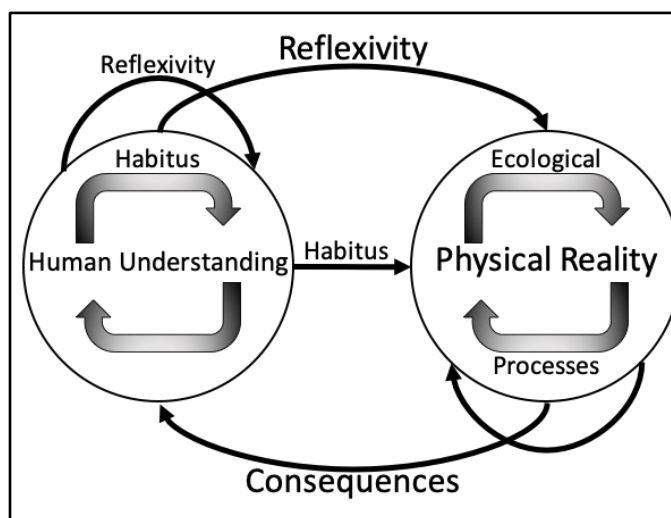 Reflexivity
Reflexivity
Habitus
Ecological
Human Understanding
Habitus
Physical Reality
Processes
Consequences